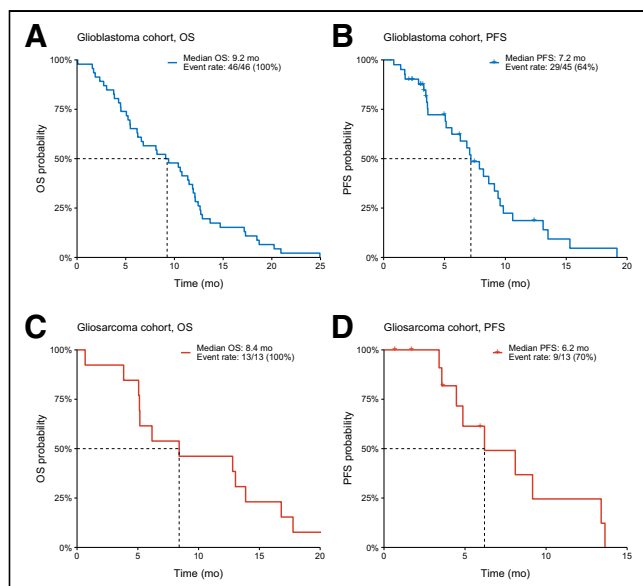 A
Glioblastoma cohort, OS
Median OS: 9.2 mo
Event rate: 46/46 (100%)
100%
75%
50%
25%
0%
OS probability
0
5
10
15
20
25
Time (mo)
B
Glioblastoma cohort, PFS
Median PFS: 7.2 mo
Event rate: 29/45 (64%)
100%
75%
50%
25%
0%
PFS probability
0
5
10
15
20
Time (mo)
C
Gliosarcoma cohort, OS
Median OS: 8.4 mo
Event rate: 13/13 (100%)
100%
75%
50%
25%
0%
OS probability
0
5
10
15
20
Time (mo)
D
Gliosarcoma cohort, PFS
Median PFS: 6.2 mo
Event rate: 9/13 (70%)
100%
75%
50%
25%
0%
PFS probability
0
5
10
15
Time (mo)